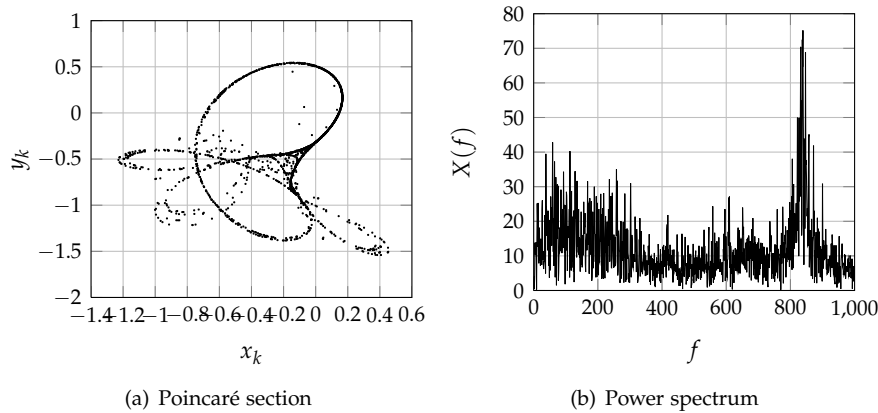 1
0.5
0
−0.5
−1
−1.5
−2
y_k
−1.4 −1.2 −1 −0.8 −0.6 −0.4 −0.2 0 0.2 0.4 0.6
x_k
(a) Poincaré section
80
70
60
50
40
30
20
10
0
X(f)
0 200 400 600 800 1,000
f
(b) Power spectrum